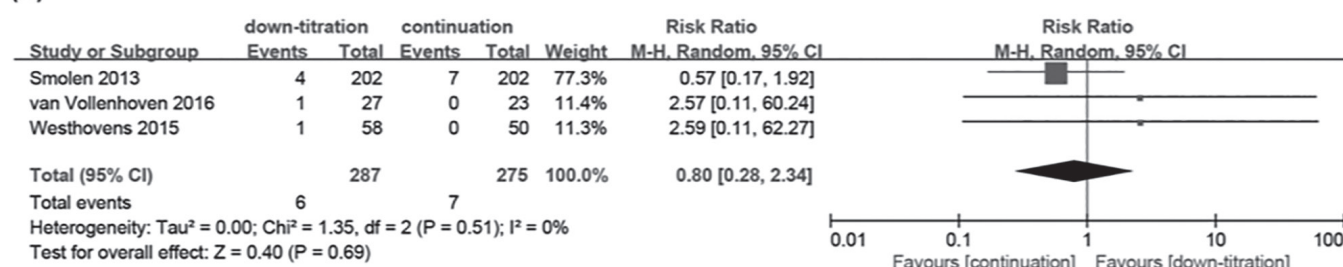 down-titration continuation Risk Ratio Risk Ratio
Study or Subgroup Events Total Events Total Weight M-H, Random, 95% CI M-H, Random, 95% CI
Smolen 2013 4 202 7 202 77.3% 0.57 [0.17, 1.92]
van Vollenhoven 2016 1 27 0 23 11.4% 2.57 [0.11, 60.24]
Westhovens 2015 1 58 0 50 11.3% 2.59 [0.11, 62.27]
Total (95% CI) 287 275 100.0% 0.80 [0.28, 2.34]
Total events 6 7
Heterogeneity: Tau² = 0.00; Chi² = 1.35, df = 2 (P = 0.51); I² = 0%
Test for overall effect: Z = 0.40 (P = 0.69)
0.01 0.1 1 10 100
Favours [continuation] Favours [down-titration]